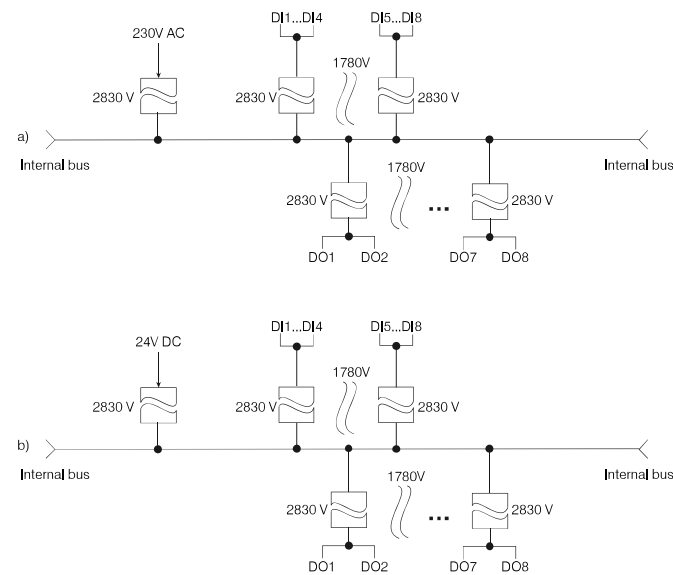 DI1...DI4 DI5...DI8
230V AC
1780V
2830 V 2830 V 2830 V
a)
Internal bus Internal bus
1780V
2830 V ... 2830 V
DO1 DO2 DO7 DO8
DI1...DI4 DI5...DI8
24V DC
1780V
2830 V 2830 V 2830 V
b)
Internal bus Internal bus
1780V
2830 V ... 2830 V
DO1 DO2 DO7 DO8